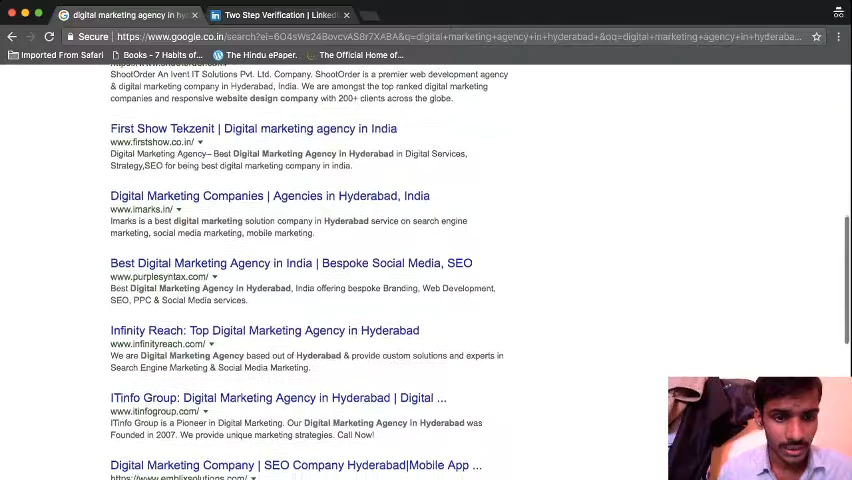 digital marketing agency in hy
Two Step Verification | LinkedI
Secure
https://www.google.co.in/search?ei=6O4sWs24BovcvAS8r7XABA&q=digital+marketing+agency+in+hyderabad+&oq=digital+marketing+agency+in+hyderaba...
Imported From Safari
Books - 7 Habits of...
The Hindu ePaper.
The Official Home of...
ShootOrder An Ivent IT Solutions Pvt. Ltd. Company. ShootOrder is a premier web development agency
& digital marketing company in Hyderabad, India. We are amongst the top ranked digital marketing
companies and responsive website design company with 200+ clients across the globe.
First Show Tekzenit | Digital marketing agency in India
www.firstshow.co.in/
Digital Marketing Agency– Best Digital Marketing Agency in Hyderabad in Digital Services,
Strategy,SEO for being best digital marketing company in india.
Digital Marketing Companies | Agencies in Hyderabad, India
www.imarks.in/
Imarks is a best digital marketing solution company in Hyderabad service on search engine
marketing, social media marketing, mobile marketing.
Best Digital Marketing Agency in India | Bespoke Social Media, SEO
www.purplesyntax.com/
Best Digital Marketing Agency in Hyderabad, India offering bespoke Branding, Web Development,
SEO, PPC & Social Media services.
Infinity Reach: Top Digital Marketing Agency in Hyderabad
www.infinityreach.com/
We are Digital Marketing Agency based out of Hyderabad & provide custom solutions and experts in
Search Engine Marketing & Social Media Marketing.
ITinfo Group: Digital Marketing Agency in Hyderabad | Digital ...
www.itinfogroup.com/
ITinfo Group is a Pioneer in Digital Marketing. Our Digital Marketing Agency in Hyderabad was
Founded in 2007. We provide unique marketing strategies. Call Now!
Digital Marketing Company | SEO Company Hyderabad|Mobile App ...
https://www.emblixsolutions.com/